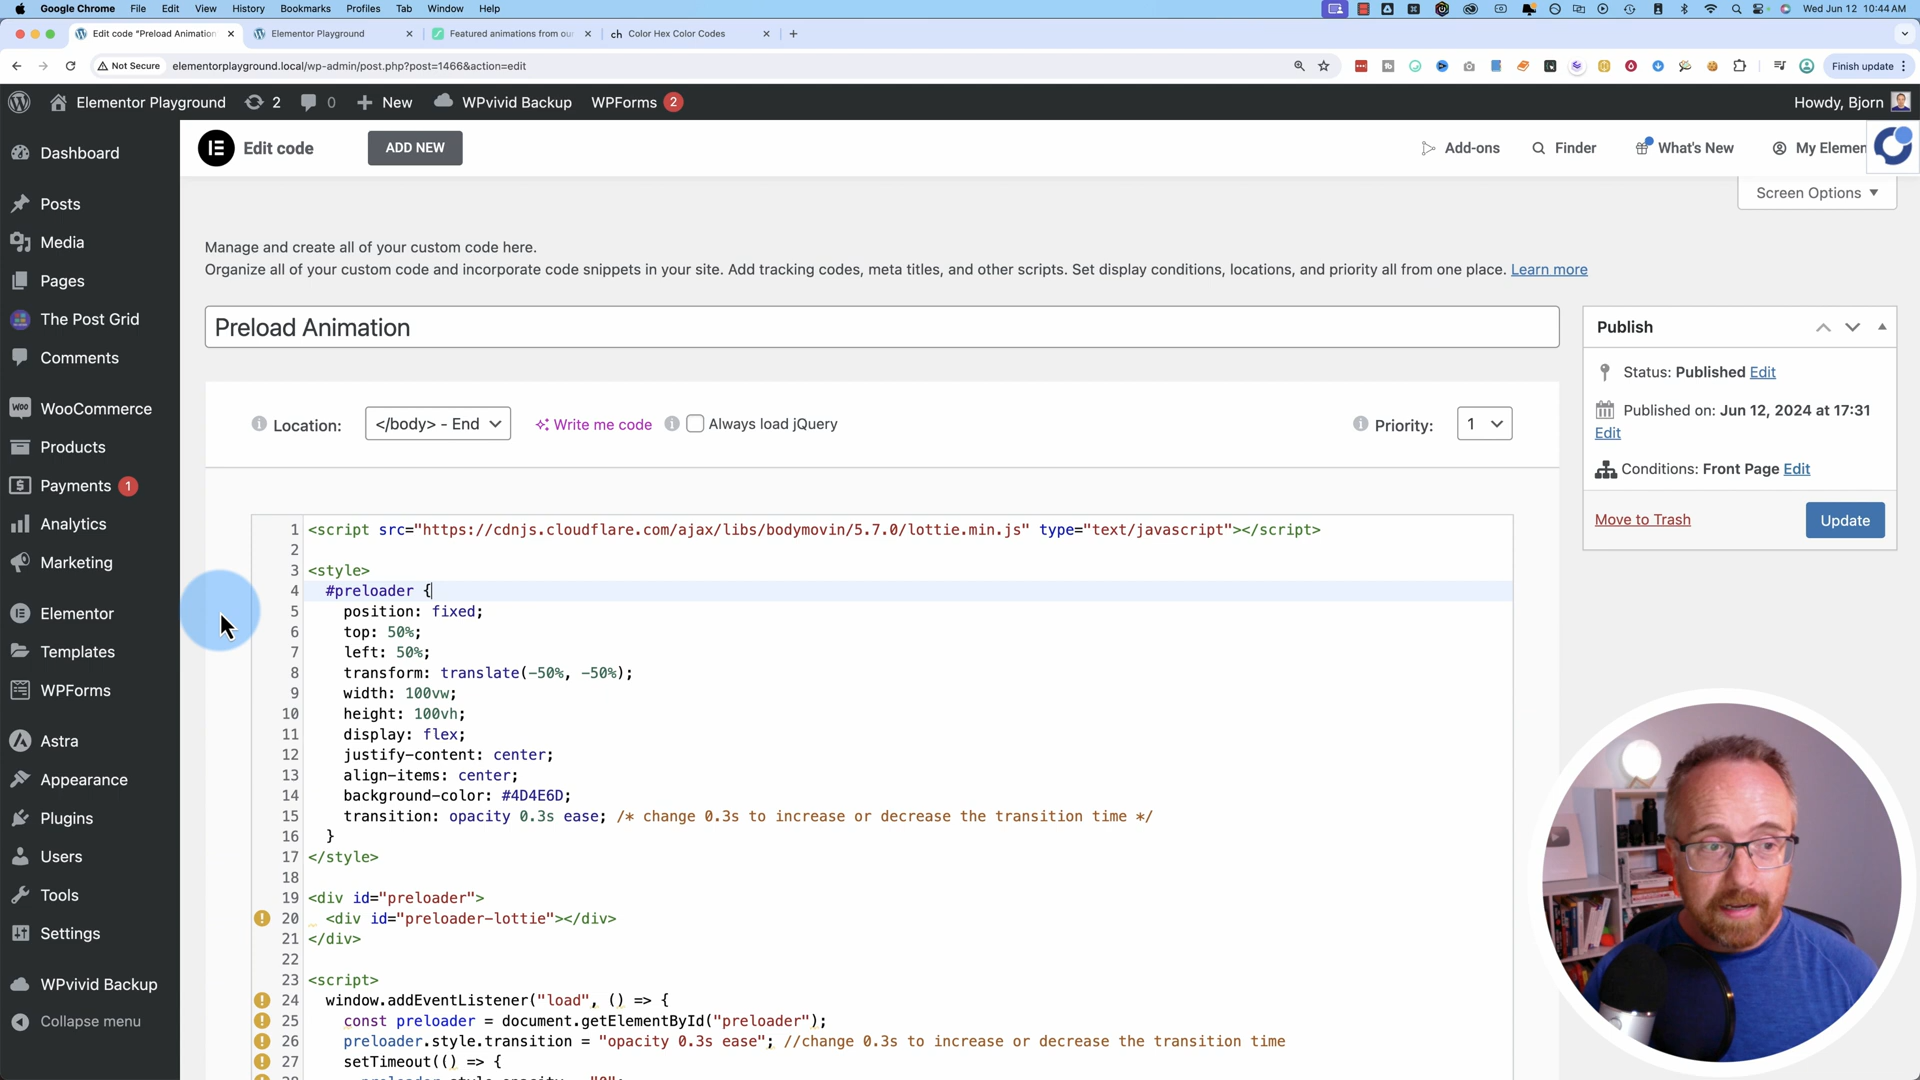 Google Chrome File Edit View History Bookmarks Profiles Tab Window Help
Wed Jun 12 10:44 AM
Edit code “Preload Animation
Elementor Playground
Featured animations from ou
ch Color Hex Color Codes
Not Secure elementorplayground.local/wp-admin/post.php?post=1466&action=edit
Finish update
Elementor Playground 2 0 New WPvivid Backup WPForms 2
Howdy, Bjorn
Edit code ADD NEW
Add-ons Finder What's New My Elemen
Screen Options
Dashboard
Posts
Media
Pages
The Post Grid
Comments
WooCommerce
Products
Payments 1
Analytics
Marketing
Elementor
Templates
WPForms
Astra
Appearance
Plugins
Users
Tools
Settings
WPvivid Backup
Collapse menu
Manage and create all of your custom code here.
Organize all of your custom code and incorporate code snippets in your site. Add tracking codes, meta titles, and other scripts. Set display conditions, locations, and priority all from one place. Learn more
Preload Animation
Location: </body> - End Write me code Always load jQuery Priority: 1
Publish
Status: Published Edit
Published on: Jun 12, 2024 at 17:31
Edit
Conditions: Front Page Edit
Move to Trash Update
1 <script src="https://cdnjs.cloudflare.com/ajax/libs/bodymovin/5.7.0/lottie.min.js" type="text/javascript"></script>
2
3 <style>
4 #preloader {
5 position: fixed;
6 top: 50%;
7 left: 50%;
8 transform: translate(-50%, -50%);
9 width: 100vw;
10 height: 100vh;
11 display: flex;
12 justify-content: center;
13 align-items: center;
14 background-color: #4D4E6D;
15 transition: opacity 0.3s ease; /* change 0.3s to increase or decrease the transition time */
16 }
17 </style>
18
19 <div id="preloader">
20 <div id="preloader-lottie"></div>
21 </div>
22
23 <script>
24 window.addEventListener("load", () => {
25 const preloader = document.getElementById("preloader");
26 preloader.style.transition = "opacity 0.3s ease"; //change 0.3s to increase or decrease the transition time
27 setTimeout(() => {